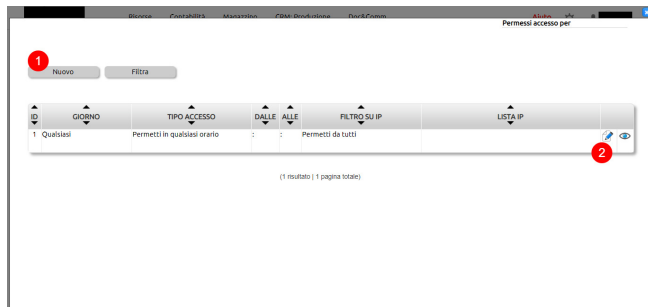 Risorse Contabilità Magazzino CRM; Produzione Doc&Comm Aiuto
Permessi accesso per
1
Nuovo Filtra
ID GIORNO TIPO ACCESSO DALLE ALLE FILTRO SU IP LISTA IP
1 Qualsiasi Permetti in qualsiasi orario : : Permetti da tutti
2
(1 risultato | 1 pagina totale)